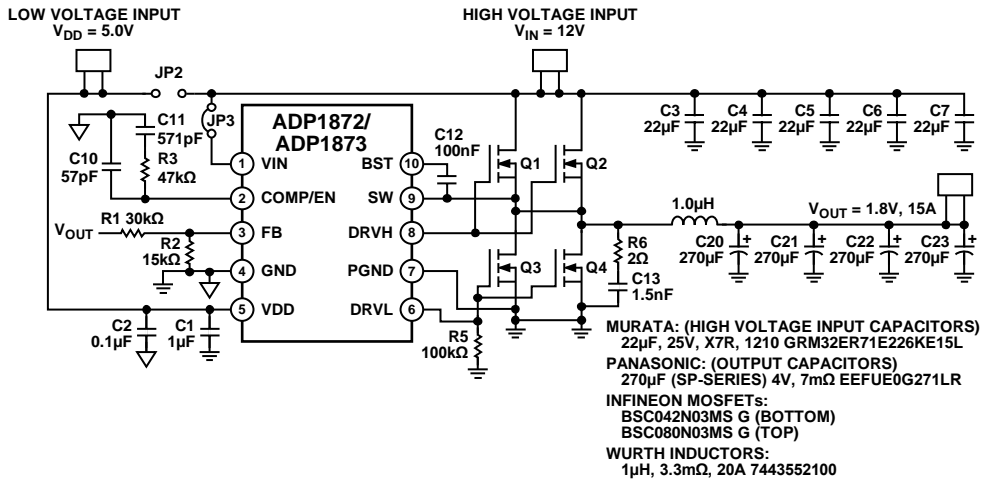 LOW VOLTAGE INPUT
VDD = 5.0V
HIGH VOLTAGE INPUT
VIN = 12V
JP2
JP3
C11
571pF
C10
57pF
R3
47kΩ
VOUT
R1 30kΩ
R2
15kΩ
C2
0.1µF
C1
1µF
ADP1872/
ADP1873
1 VIN
2 COMP/EN
3 FB
4 GND
5 VDD
BST 10
SW 9
DRVH 8
PGND 7
DRVL 6
C12
100nF
Q1
Q2
Q3
Q4
R5
100kΩ
R6
2Ω
C13
1.5nF
1.0µH
C3
22µF
C4
22µF
C5
22µF
C6
22µF
C7
22µF
VOUT = 1.8V, 15A
C20
270µF
+
C21
270µF
+
C22
270µF
+
C23
270µF
+
MURATA: (HIGH VOLTAGE INPUT CAPACITORS)
22µF, 25V, X7R, 1210 GRM32ER71E226KE15L
PANASONIC: (OUTPUT CAPACITORS)
270µF (SP-SERIES) 4V, 7mΩ EEFUE0G271LR
INFINEON MOSFETs:
BSC042N03MS G (BOTTOM)
BSC080N03MS G (TOP)
WURTH INDUCTORS:
1µH, 3.3mΩ, 20A 7443552100